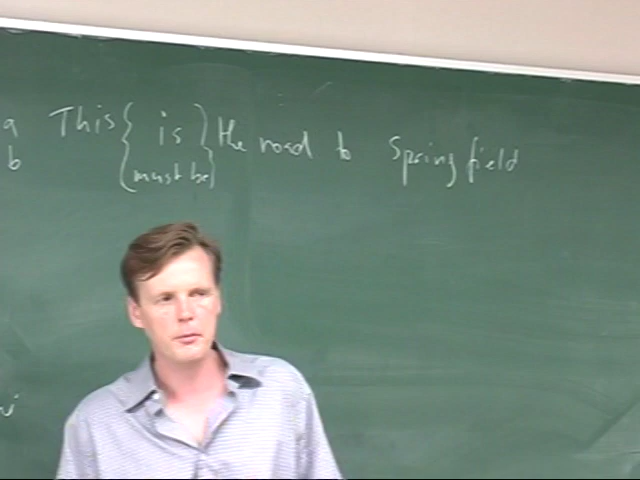 a This { is } the road to Springfield
b { must be }